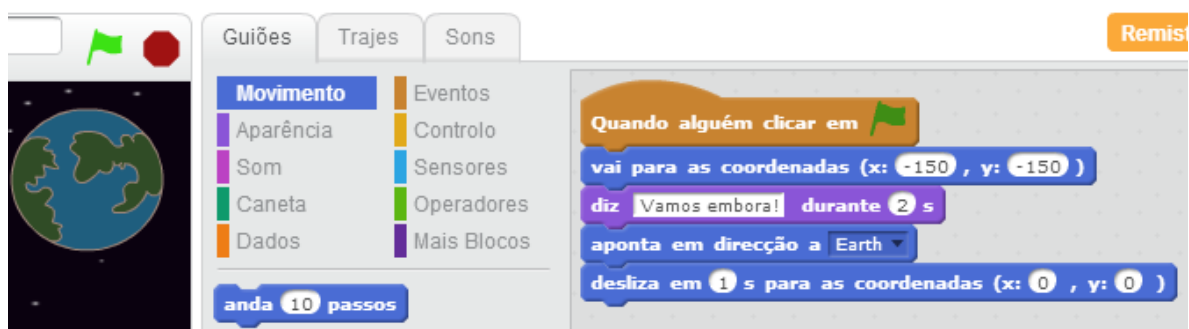 Guiões Trajes Sons
Movimento Eventos
Aparência Controlo
Som Sensores
Caneta Operadores
Dados Mais Blocos
anda 10 passos
Remist
Quando alguém clicar em
vai para as coordenadas (x: -150 , y: -150 )
diz Vamos embora! durante 2 s
aponta em direcção a Earth
desliza em 1 s para as coordenadas (x: 0 , y: 0 )